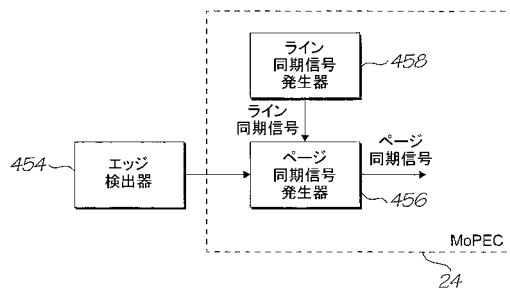 ライン
同期信号
発生器
458
ライン
同期信号
ページ
同期信号
454
エッジ
検出器
ページ
同期信号
発生器
456
MoPEC
24